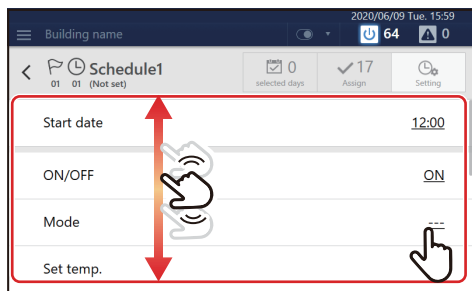 2020/06/09 Tue. 15:59
Building name 64 0
Schedule1 0 17
01 01 (Not set) selected days Assign Setting
Start date 12:00
ON/OFF ON
Mode ---
Set temp.